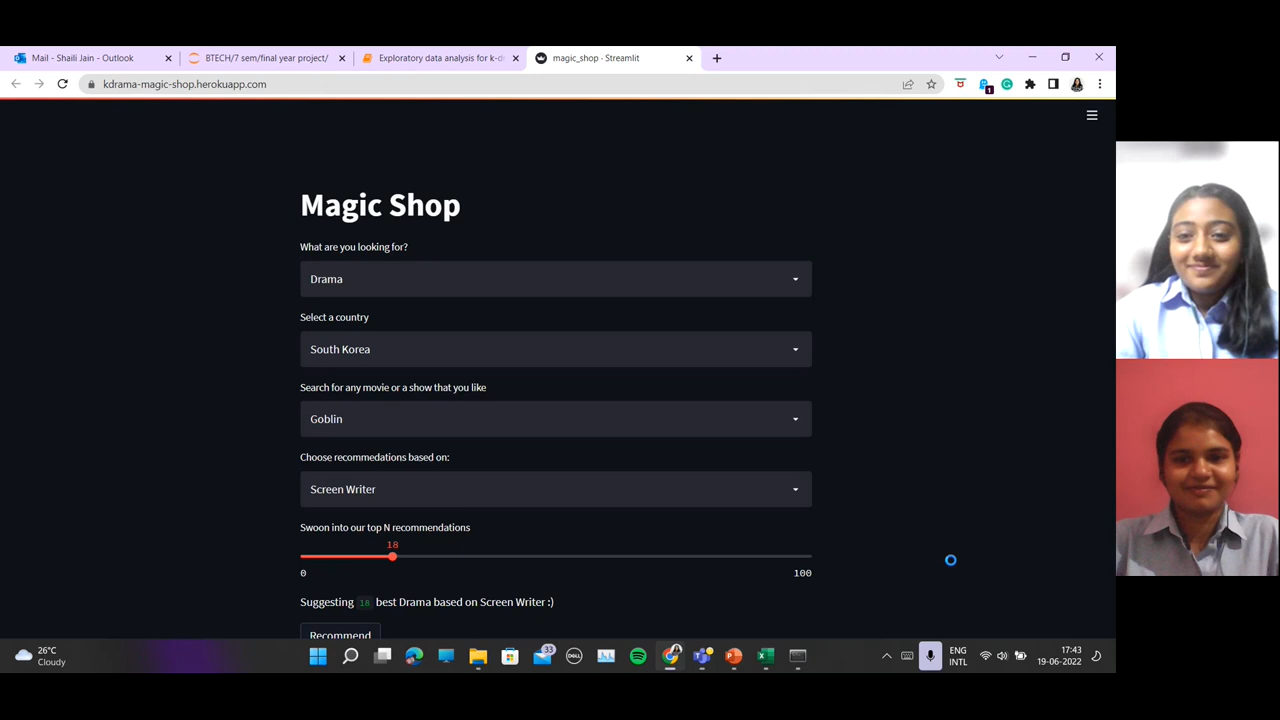 Mail - Shaili Jain - Outlook
BTECH/7 sem/final year project/
Exploratory data analysis for k-d
magic_shop · Streamlit
kdrama-magic-shop.herokuapp.com
1
Magic Shop
What are you looking for?
Drama
Select a country
South Korea
Search for any movie or a show that you like
Goblin
Choose recommedations based on:
Screen Writer
Swoon into our top N recommendations
18
0 100
Suggesting 18 best Drama based on Screen Writer :)
Recommend
26°C
Cloudy
33
DELL
ENG
INTL
17:43
19-06-2022